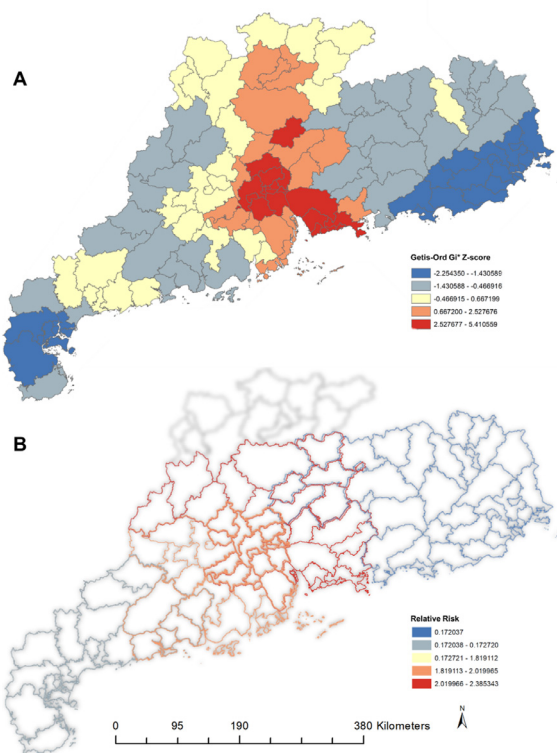 A
Getis-Ord Gi* Z-score
-2.254350 - -1.430589
-1.430588 - -0.466916
-0.466915 - 0.667199
0.667200 - 2.527676
2.527677 - 5.410559
B
Relative Risk
0.172037
0.172038 - 0.172720
0.172721 - 1.819112
1.819113 - 2.019965
2.019966 - 2.385343
N
0 95 190 380 Kilometers